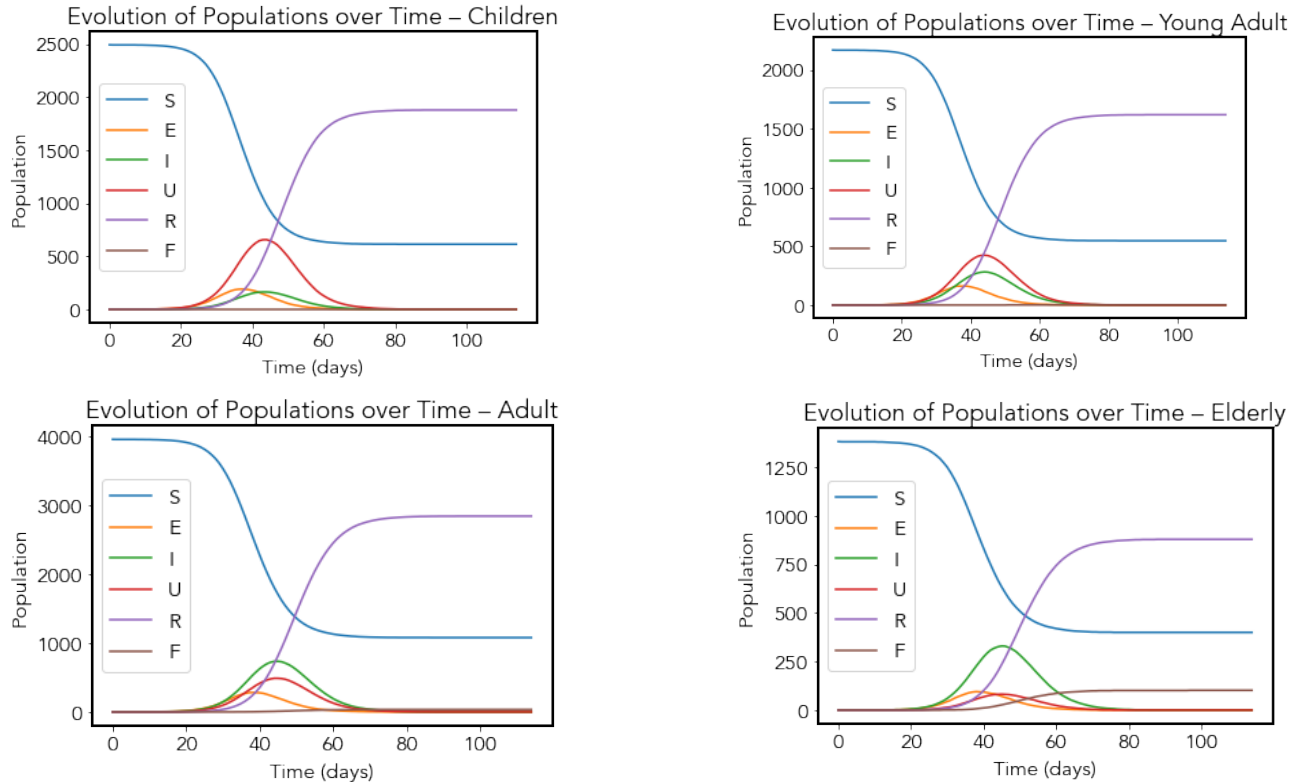 Evolution of Populations over Time – Children
2500
2000
1500
1000
500
0
Population
S
E
I
U
R
F
0 20 40 60 80 100
Time (days)
Evolution of Populations over Time – Young Adult
2000
1500
1000
500
0
Population
S
E
I
U
R
F
0 20 40 60 80 100
Time (days)
Evolution of Populations over Time – Adult
4000
3000
2000
1000
0
Population
S
E
I
U
R
F
0 20 40 60 80 100
Time (days)
Evolution of Populations over Time – Elderly
1250
1000
750
500
250
0
Population
S
E
I
U
R
F
0 20 40 60 80 100
Time (days)